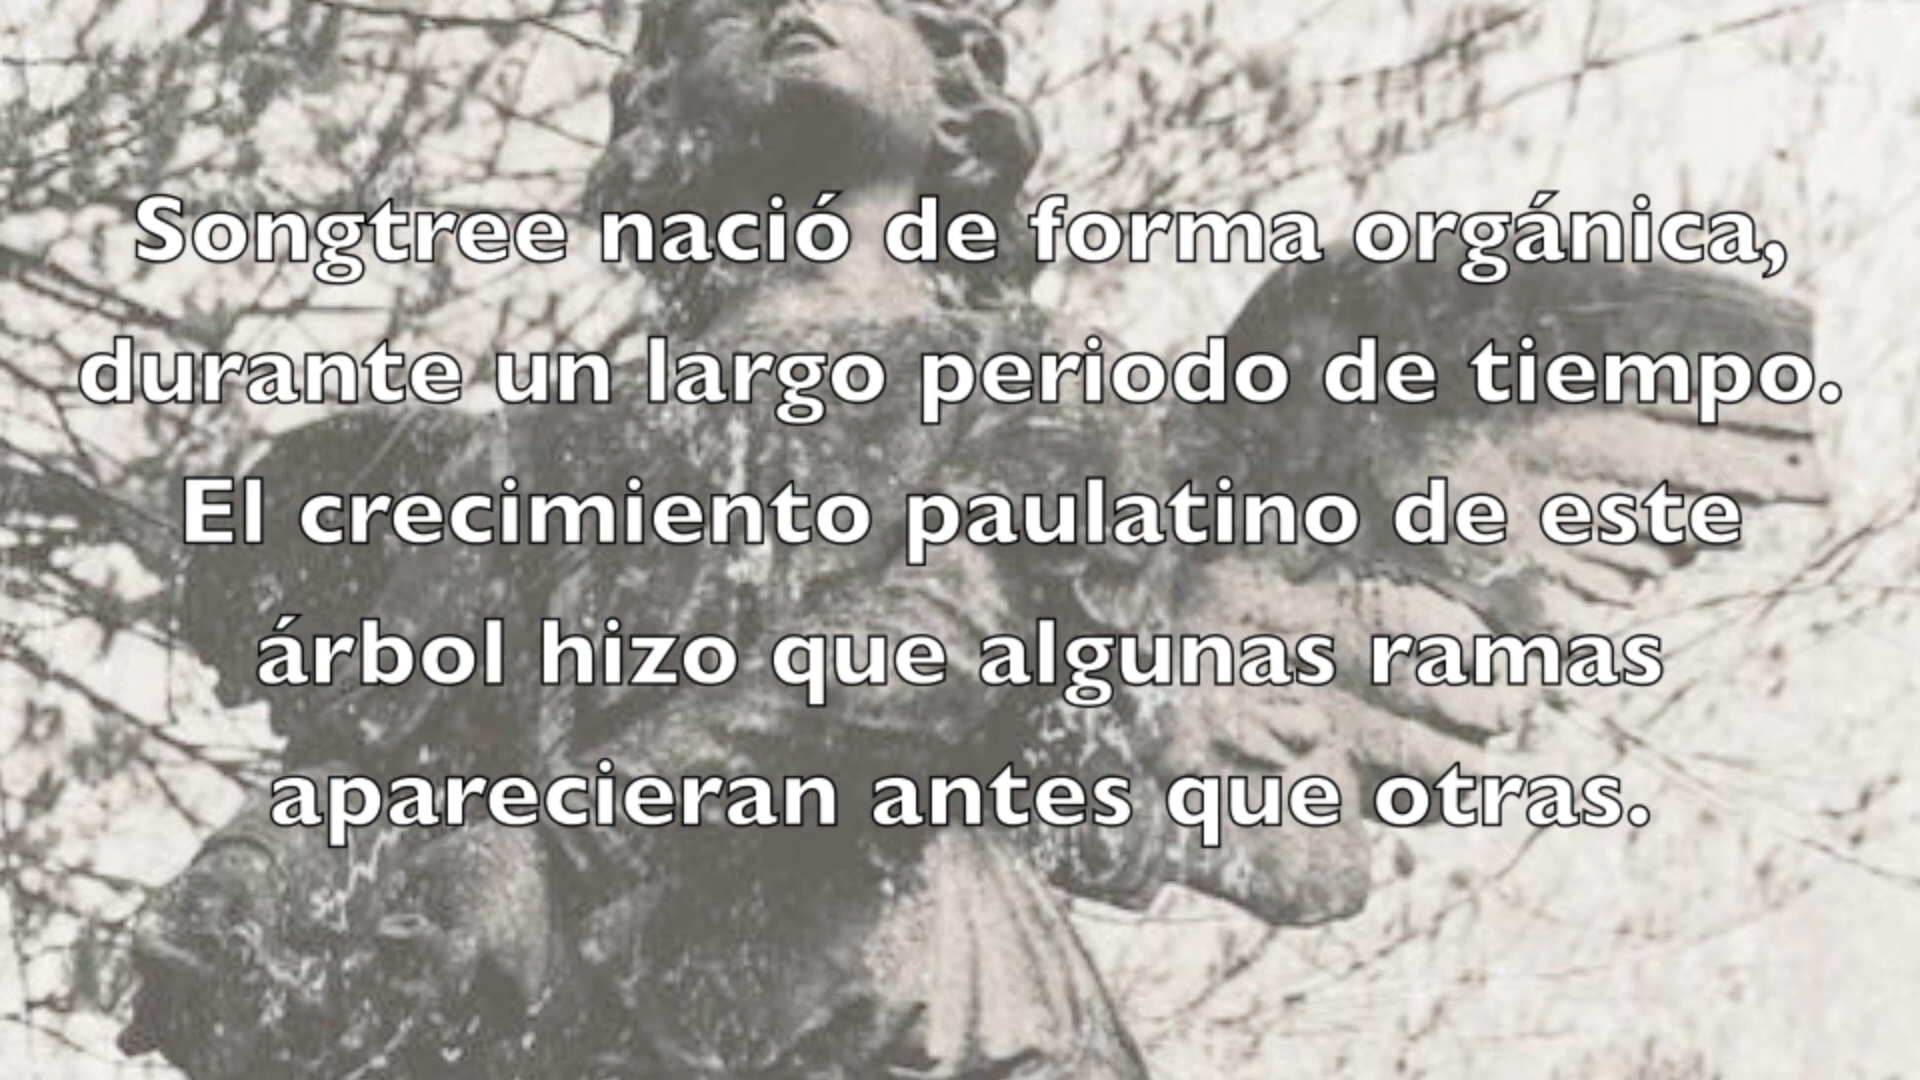 Songtree nació de forma orgánica,
durante un largo periodo de tiempo.
El crecimiento paulatino de este
árbol hizo que algunas ramas
aparecieran antes que otras.